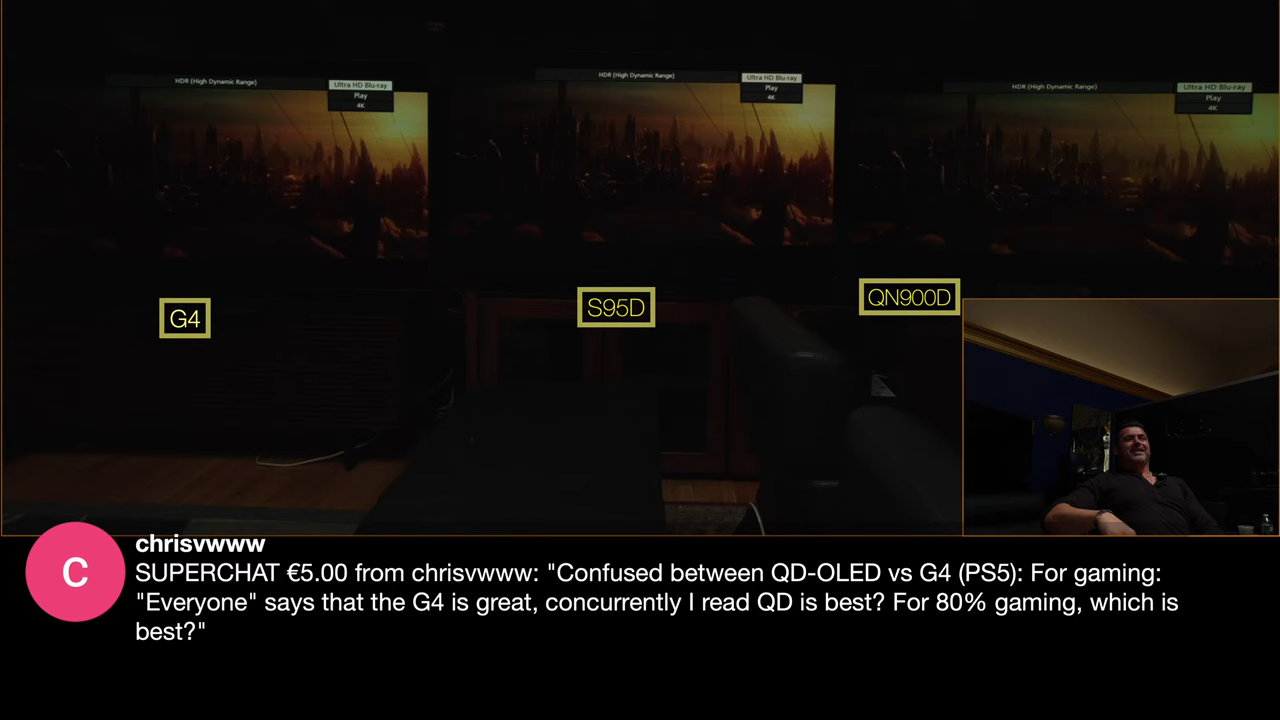 HDR (High Dynamic Range)
Ultra HD Blu-ray
Play
4K
HDR (High Dynamic Range)
Ultra HD Blu-ray
Play
4K
HDR (High Dynamic Range)
Ultra HD Blu-ray
Play
4K
G4
S95D
QN900D
C
chrisvwww
SUPERCHAT €5.00 from chrisvwww: "Confused between QD-OLED vs G4 (PS5): For gaming:
"Everyone" says that the G4 is great, concurrently I read QD is best? For 80% gaming, which is
best?"